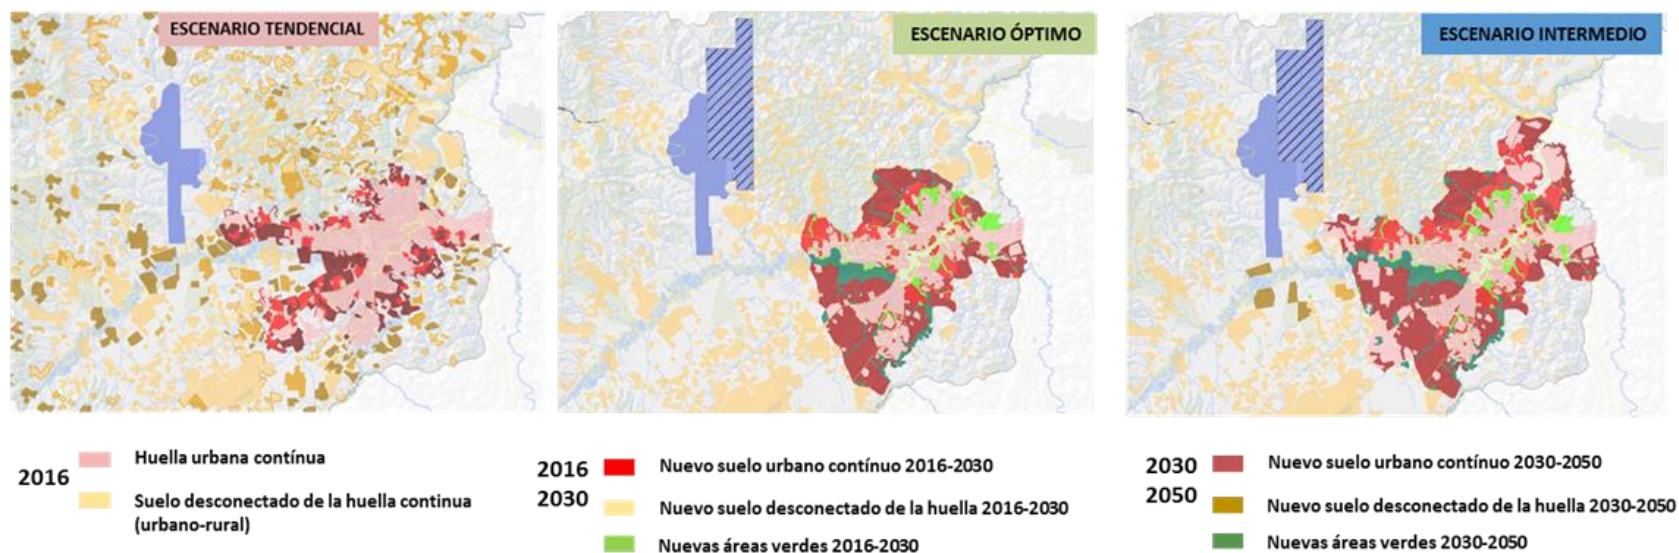 ESCENARIO TENDENCIAL
ESCENARIO ÓPTIMO
ESCENARIO INTERMEDIO
2016
Huella urbana contínua
Suelo desconectado de la huella continua
(urbano-rural)
2016
2030
Nuevo suelo urbano contínuo 2016-2030
Nuevo suelo desconectado de la huella 2016-2030
Nuevas áreas verdes 2016-2030
2030
2050
Nuevo suelo urbano contínuo 2030-2050
Nuevo suelo desconectado de la huella 2030-2050
Nuevas áreas verdes 2030-2050